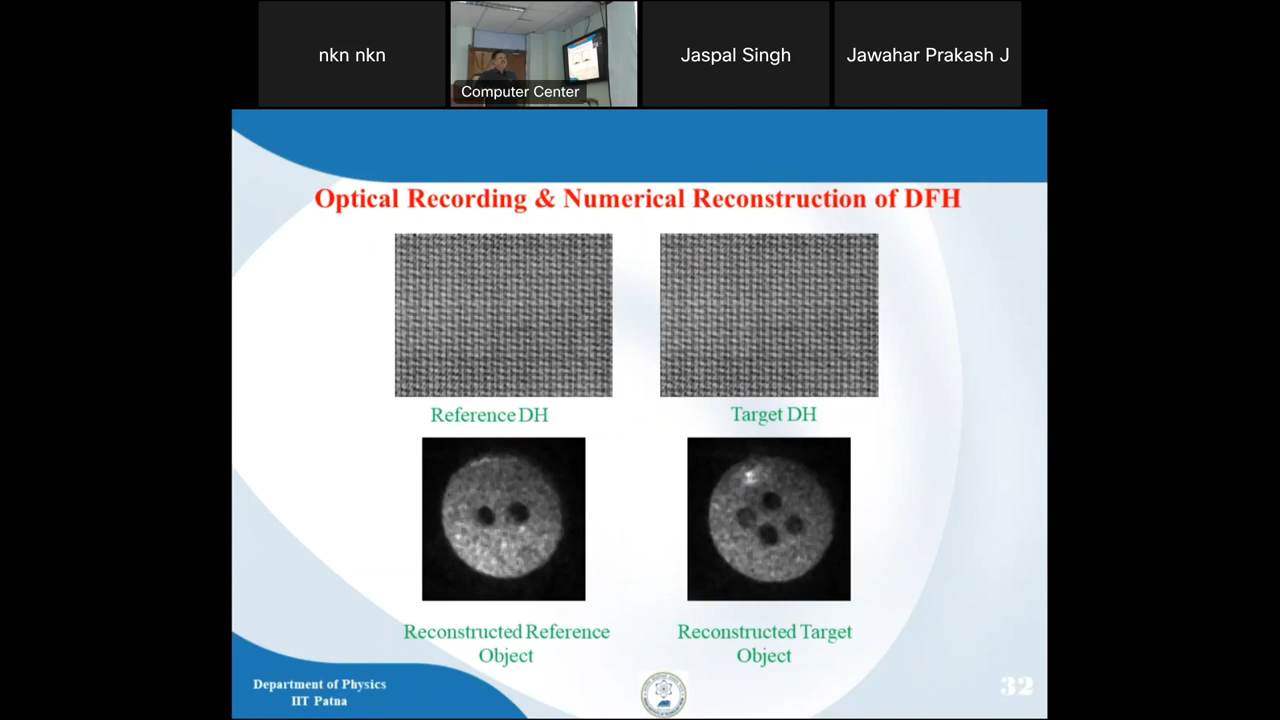 nkn nkn
Computer Center
Jaspal Singh
Jawahar Prakash J
Optical Recording & Numerical Reconstruction of DFH
Reference DH
Target DH
Reconstructed Reference
Object
Reconstructed Target
Object
Department of Physics
IIT Patna
32